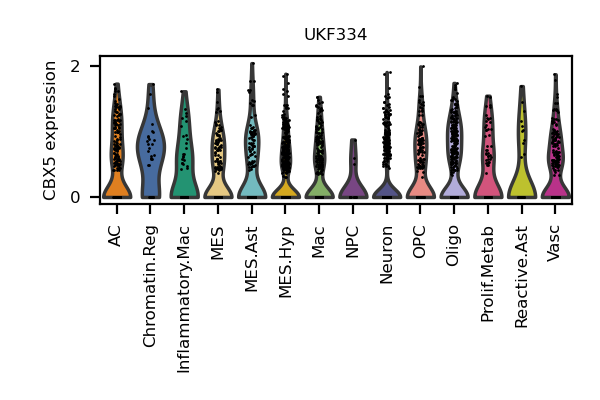 UKF334
CBX5 expression
2
0
AC
Chromatin.Reg
Inflammatory.Mac
MES
MES.Ast
MES.Hyp
Mac
NPC
Neuron
OPC
Oligo
Prolif.Metab
Reactive.Ast
Vasc